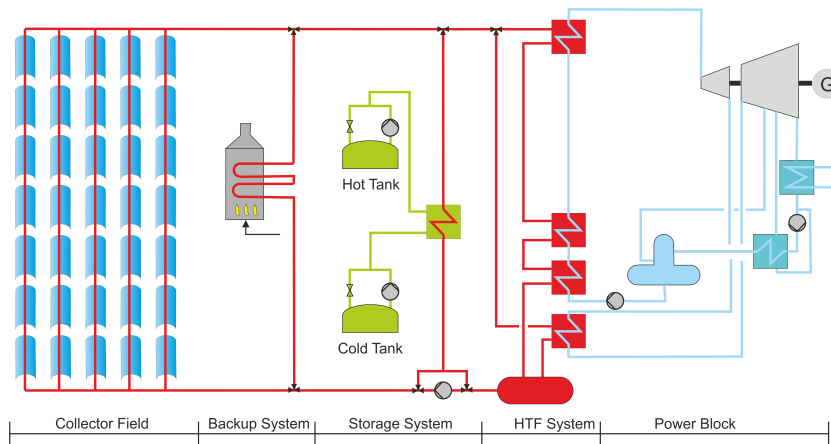 G
Hot Tank
Cold Tank
Collector Field
Backup System
Storage System
HTF System
Power Block